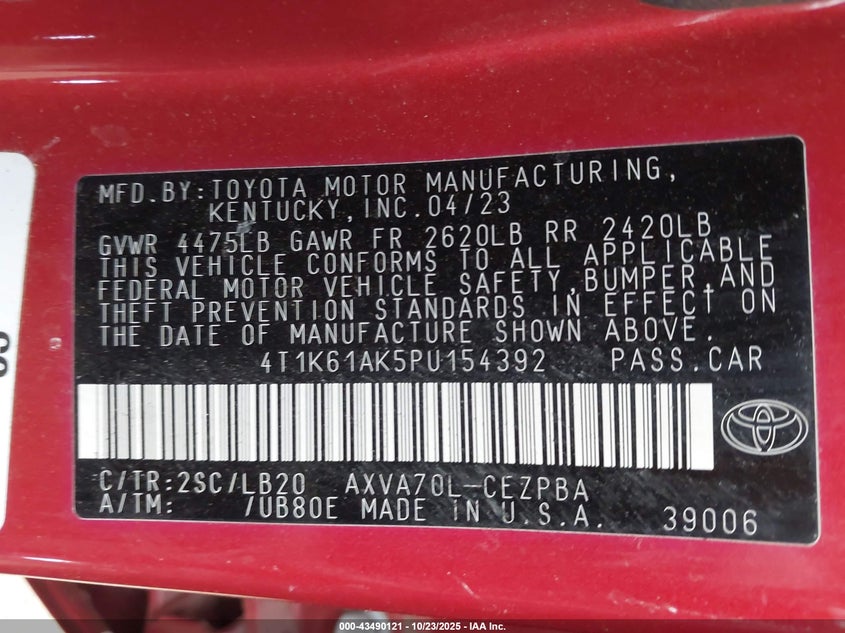 MFD.BY:TOYOTA MOTOR MANUFACTURING,
KENTUCKY,INC.04/23
GVWR 4475LB GAWR FR 2620LB RR 2420LB
THIS VEHICLE CONFORMS TO ALL APPLICABLE
FEDERAL MOTOR VEHICLE SAFETY,BUMPER,AND
THEFT PREVENTION STANDARDS IN EFFECT ON
THE DATE OF MANUFACTURE SHOWN ABOVE.
4T1K61AK5PU154392 PASS.CAR
C/TR:2SC/LB20 AXVA70L-CEZPBA
A/TM: /UB80E MADE IN U.S.A. 39006
000-43490121 - 10/23/2025 - IAA Inc.